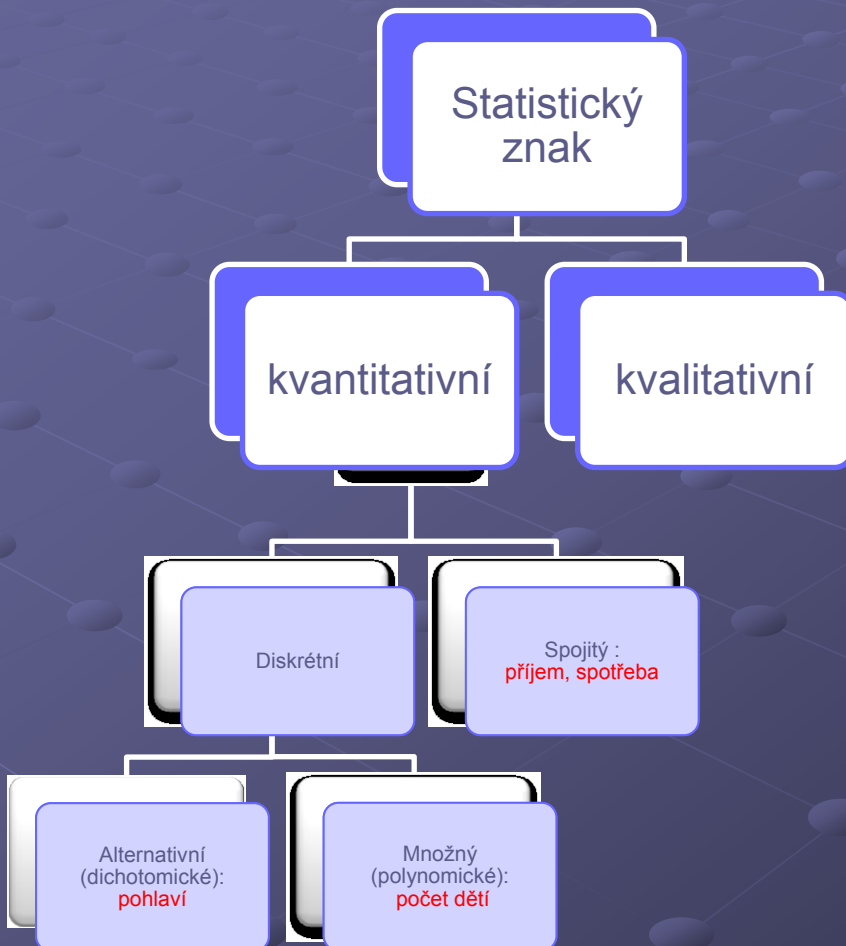 Statistický
znak
kvantitativní
kvalitativní
Diskrétní
Spojitý :
příjem, spotřeba
Alternativní
(dichotomické):
pohlaví
Množný
(polynomické):
počet dětí